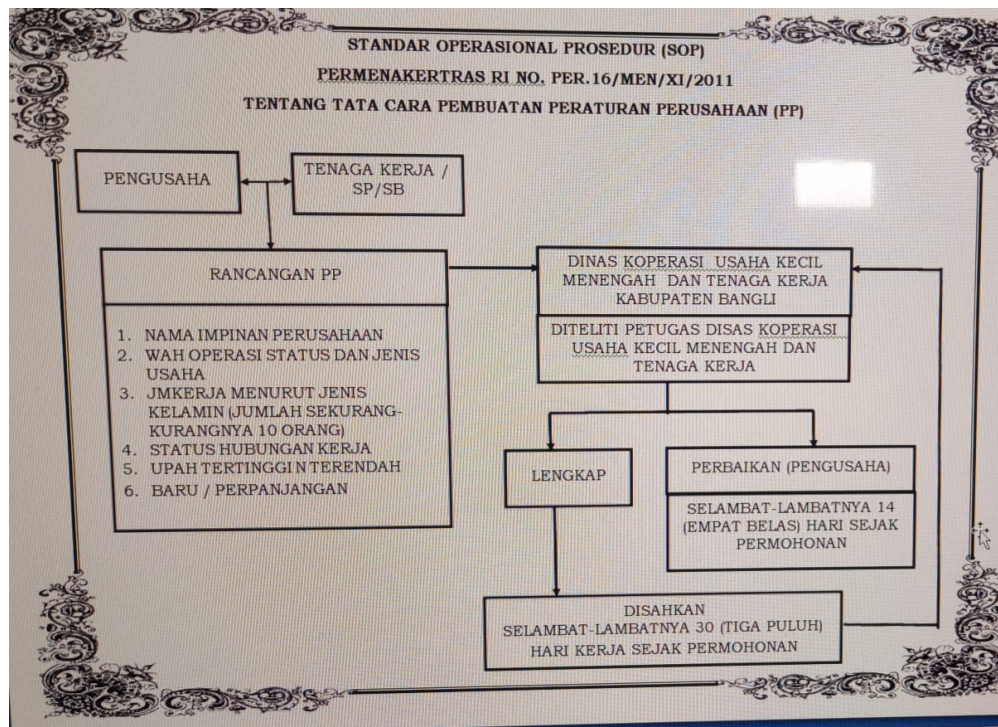 STANDAR OPERASIONAL PROSEDUR (SOP)
PERMENAKERTRAS RI NO. PER.16/MEN/XI/2011
TENTANG TATA CARA PEMBUATAN PERATURAN PERUSAHAAN (PP)
PENGUSAHA
TENAGA KERJA /
SP/SB
RANCANGAN PP
1. NAMA IMPINAN PERUSAHAAN
2. WAH OPERASI STATUS DAN JENIS
USAHA
3. JMKERJA MENURUT JENIS
KELAMIN (JUMLAH SEKURANG-
KURANGNYA 10 ORANG)
4. STATUS HUBUNGAN KERJA
5. UPAH TERTINGGI N TERENDAH
6. BARU / PERPANJANGAN
DINAS KOPERASI USAHA KECIL
MENENGAH DAN TENAGA KERJA
KABUPATEN BANGLI
DITELITI PETUGAS DISAS KOPERASI
USAHA KECIL MENENGAH DAN
TENAGA KERJA
LENGKAP
PERBAIKAN (PENGUSAHA)
SELAMBAT-LAMBATNYA 14
(EMPAT BELAS) HARI SEJAK
PERMOHONAN
DISAHKAN
SELAMBAT-LAMBATNYA 30 (TIGA PULUH)
HARI KERJA SEJAK PERMOHONAN